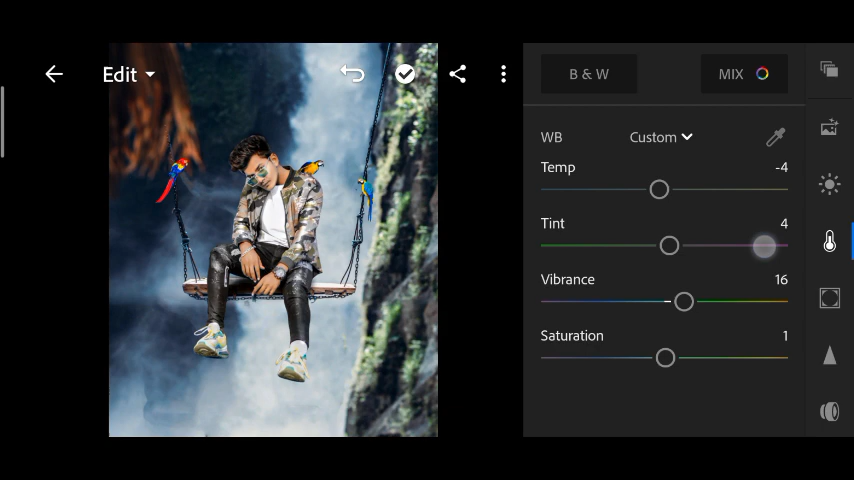 Edit
B & W
MIX
WB
Custom
Temp
-4
Tint
4
Vibrance
16
Saturation
1